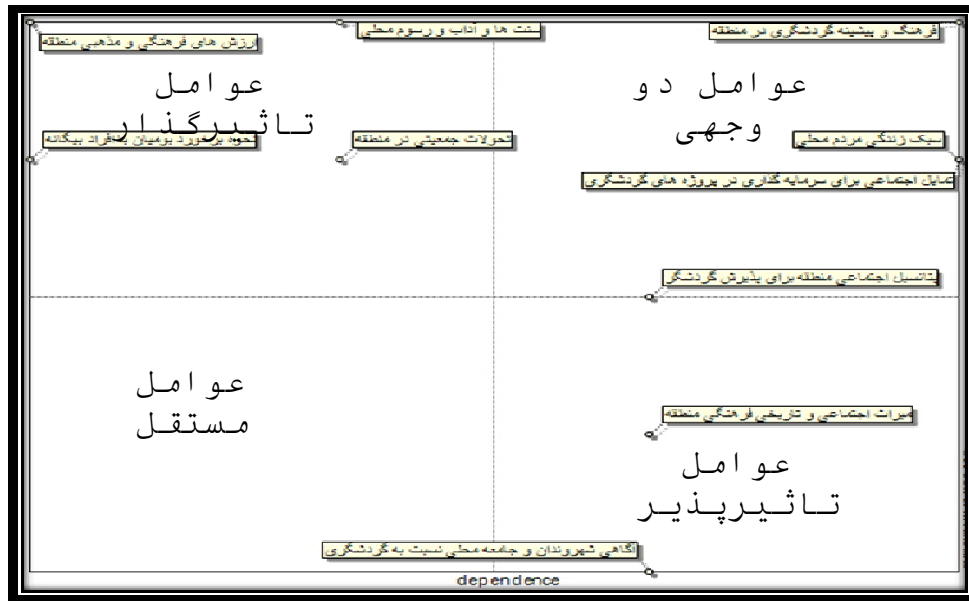 فرهنگ و پیشینه گردشگری در منطقه
سنت ها و آداب و رسوم محلی
ارزش های فرهنگی و مذهبی منطقه
عوامل دو
وجهی
عوامل
تاثیرگذار
سبک زندگی مردم محلی
تحولات جمعیتی در منطقه
نحوه برخورد بومیان با افراد بیگانه
تمایل اجتماعی برای سرمایه گذاری در پروژه های گردشگری
پتانسیل اجتماعی منطقه برای پذیرش گردشگر
عوامل
مستقل
میراث اجتماعی و تاریخی فرهنگی منطقه
عوامل
تاثیرپذیر
آگاهی شهروندان و جامعه محلی نسبت به گردشگری
dependence